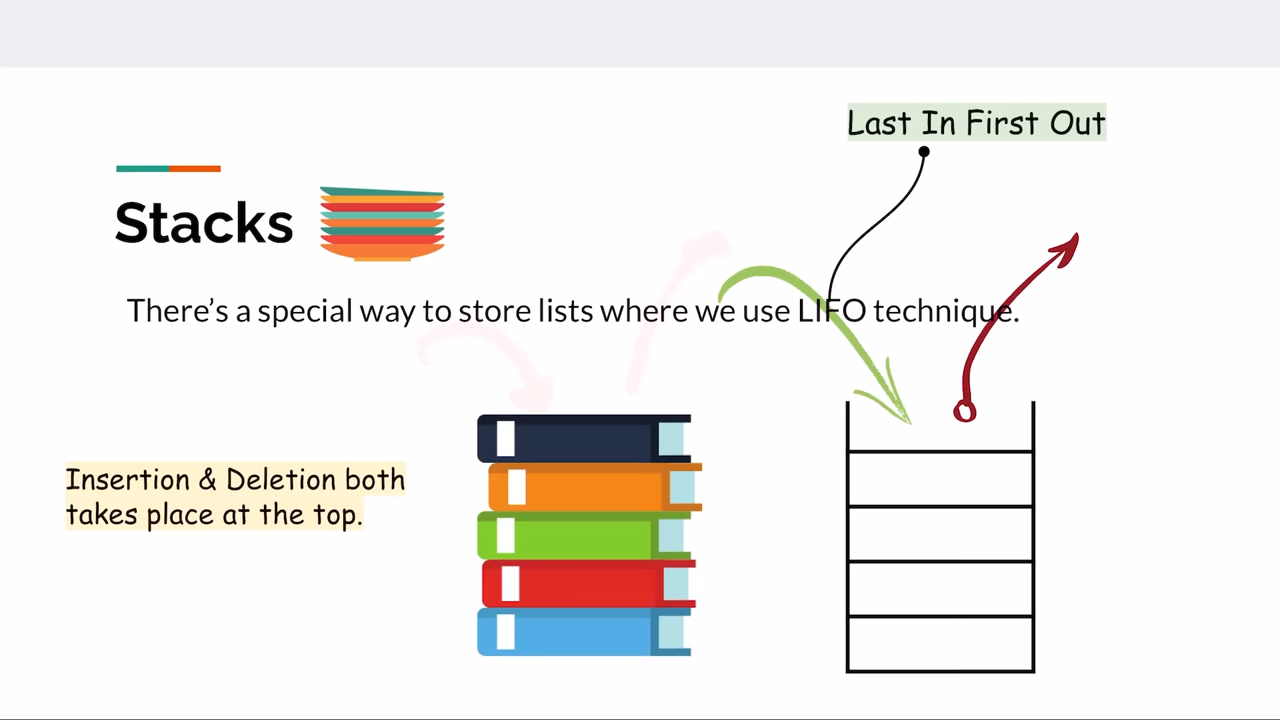 Last In First Out
Stacks
There's a special way to store lists where we use LIFO technique.
Insertion & Deletion both
takes place at the top.